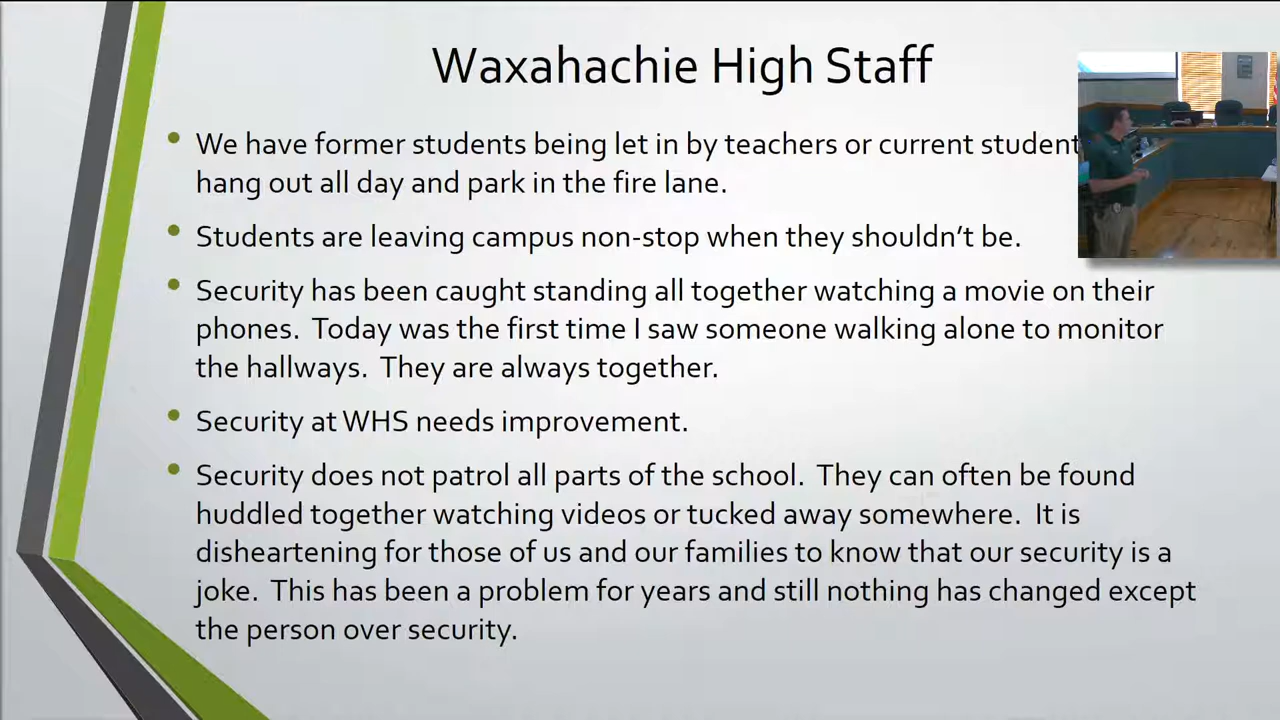 Waxahachie High Staff
We have former students being let in by teachers or current student
hang out all day and park in the fire lane.
Students are leaving campus non-stop when they shouldn't be.
Security has been caught standing all together watching a movie on their
phones.  Today was the first time I saw someone walking alone to monitor
the hallways.  They are always together.
Security at WHS needs improvement.
Security does not patrol all parts of the school.  They can often be found
huddled together watching videos or tucked away somewhere.  It is
disheartening for those of us and our families to know that our security is a
joke.  This has been a problem for years and still nothing has changed except
the person over security.